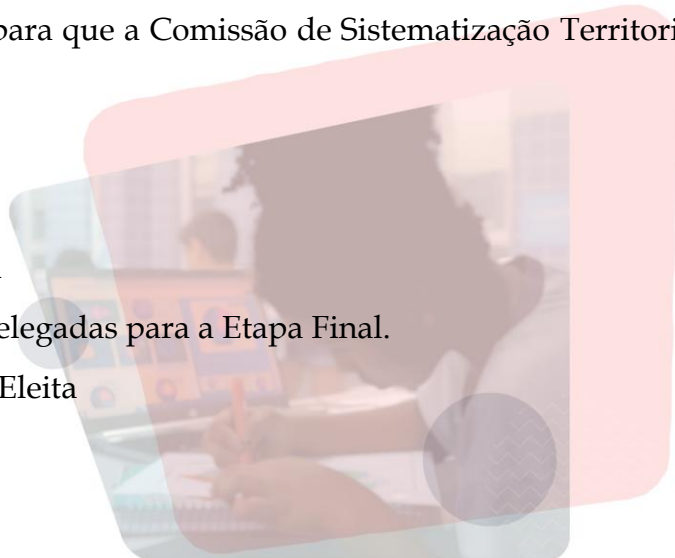 para que a Comissão de Sistematização Territori
elegadas para a Etapa Final.
Eleita